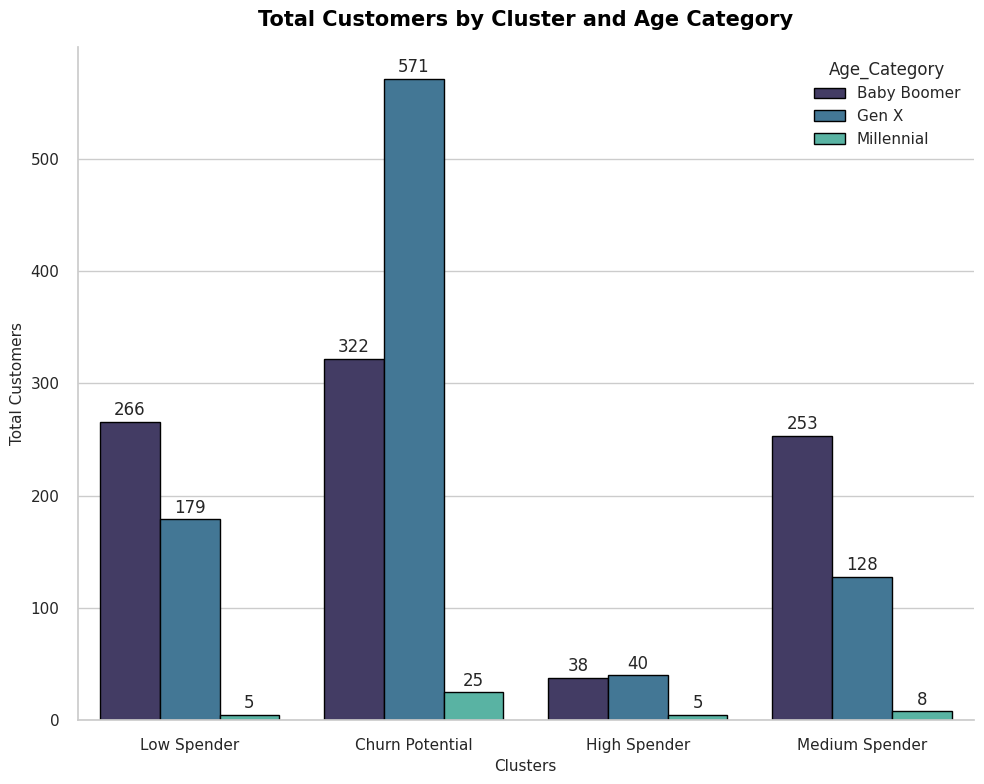 Total Customers by Cluster and Age Category
Age_Category
Baby Boomer
Gen X
Millennial
Total Customers
500
400
300
200
100
0
266
179
5
322
571
25
38
40
5
253
128
8
Low Spender
Churn Potential
High Spender
Medium Spender
Clusters